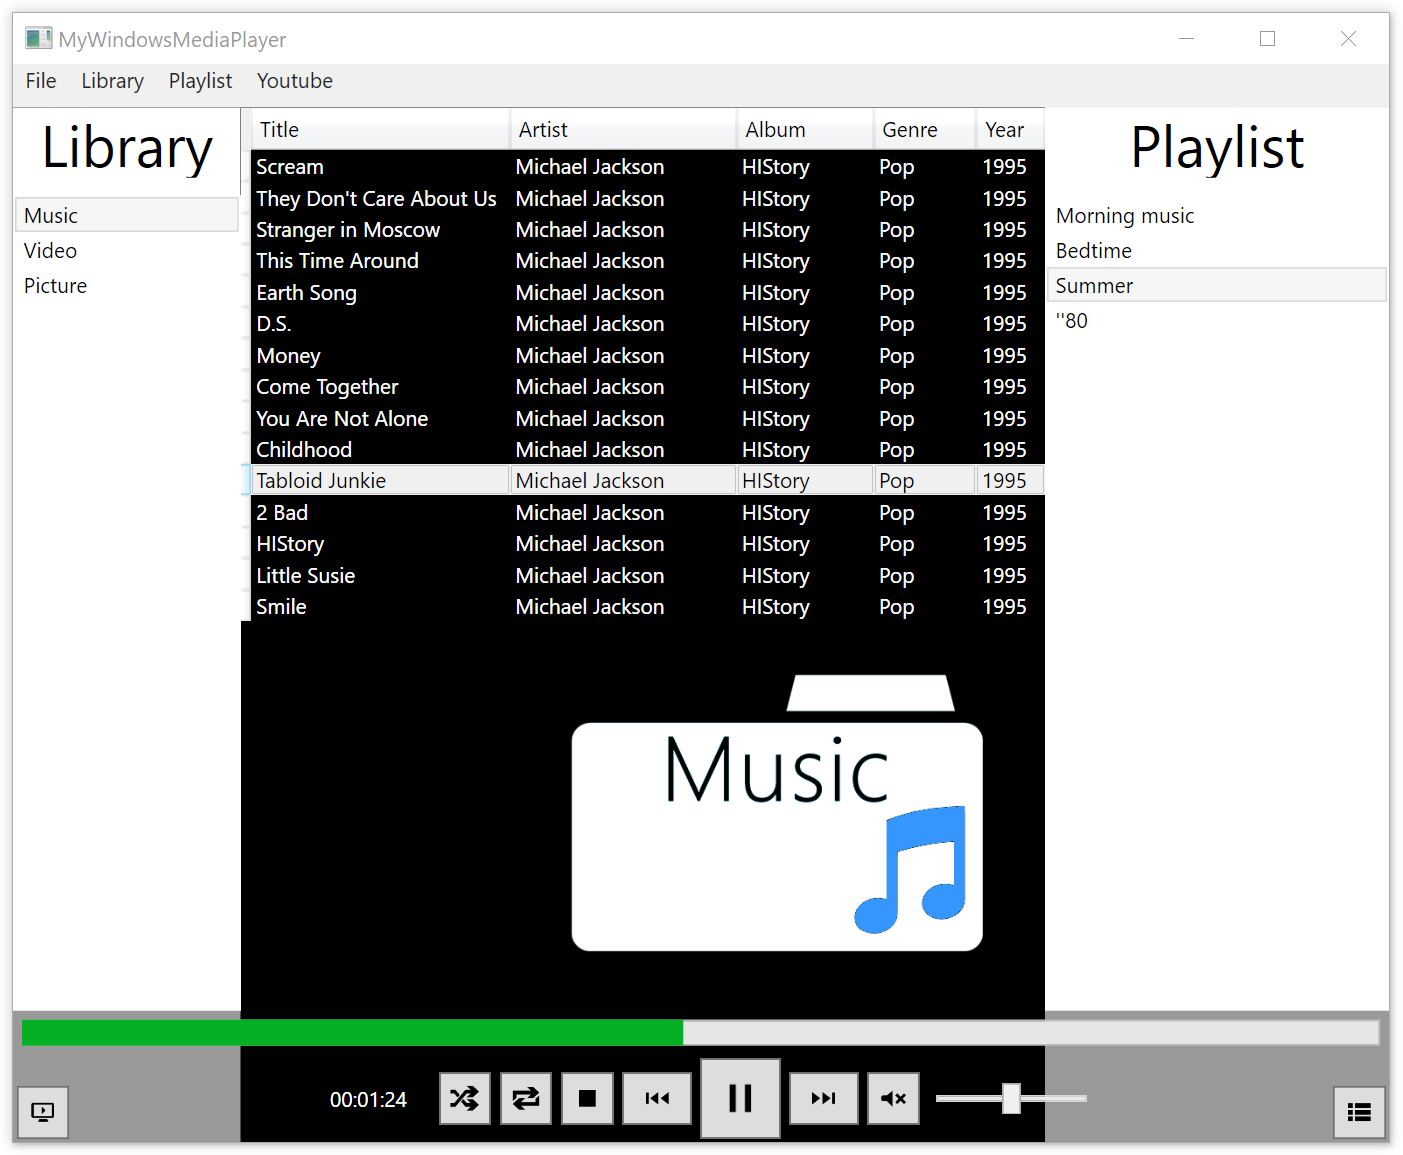 MyWindowsMediaPlayer
File Library Playlist Youtube
Library
Music
Video
Picture
Title Artist Album Genre Year
Scream Michael Jackson HIStory Pop 1995
They Don't Care About Us Michael Jackson HIStory Pop 1995
Stranger in Moscow Michael Jackson HIStory Pop 1995
This Time Around Michael Jackson HIStory Pop 1995
Earth Song Michael Jackson HIStory Pop 1995
D.S. Michael Jackson HIStory Pop 1995
Money Michael Jackson HIStory Pop 1995
Come Together Michael Jackson HIStory Pop 1995
You Are Not Alone Michael Jackson HIStory Pop 1995
Childhood Michael Jackson HIStory Pop 1995
Tabloid Junkie Michael Jackson HIStory Pop 1995
2 Bad Michael Jackson HIStory Pop 1995
HIStory Michael Jackson HIStory Pop 1995
Little Susie Michael Jackson HIStory Pop 1995
Smile Michael Jackson HIStory Pop 1995
Music
Playlist
Morning music
Bedtime
Summer
''80
00:01:24